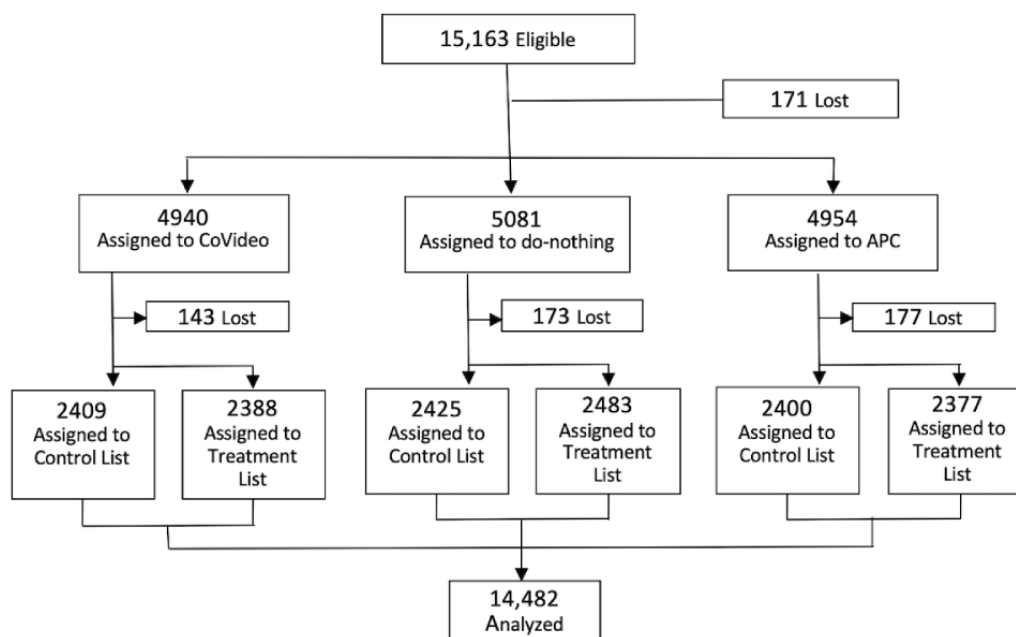 15,163 Eligible
171 Lost
4940
Assigned to CoVideo
5081
Assigned to do-nothing
4954
Assigned to APC
143 Lost
173 Lost
177 Lost
2409
Assigned to
Control List
2388
Assigned to
Treatment
List
2425
Assigned to
Control List
2483
Assigned to
Treatment
List
2400
Assigned to
Control List
2377
Assigned to
Treatment
List
14,482
Analyzed